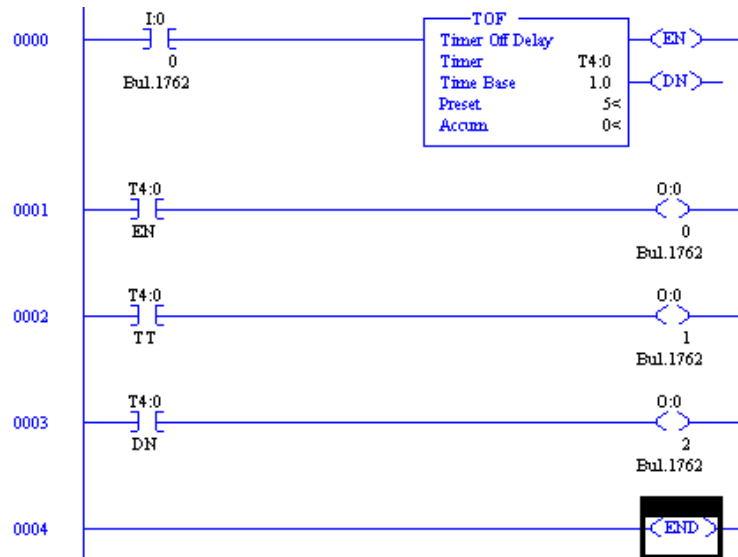 I:0
TOF
0000
Timer Off Delay
EN
0
Timer T4:0
Bul.1762
Time Base 1.0
DN
Preset 5<
Accum 0<
T4:0 O:0
0001
EN 0
Bul.1762
T4:0 O:0
0002
TT 1
Bul.1762
T4:0 O:0
0003
DN 2
Bul.1762
0004
END